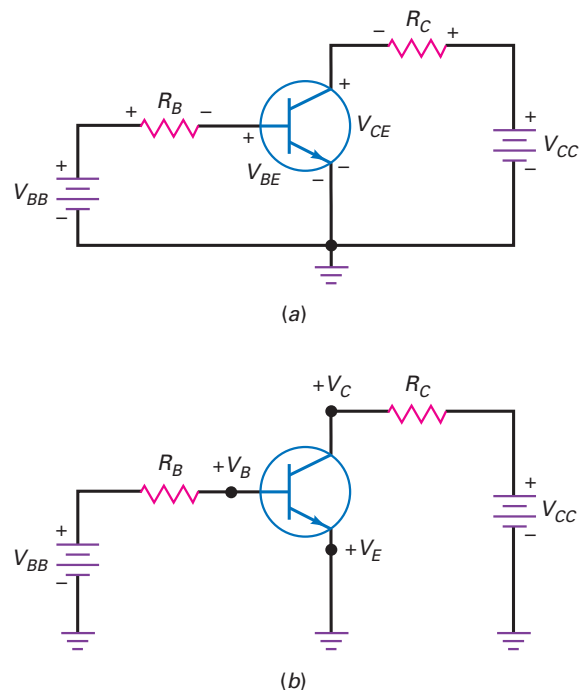 − R_C +
+ R_B − + V_CE
+
+ V_BE − − + V_CC −
V_BB
−
(a)
+V_C R_C
R_B +V_B
+ V_CC −
+ V_BB − +V_E
(b)